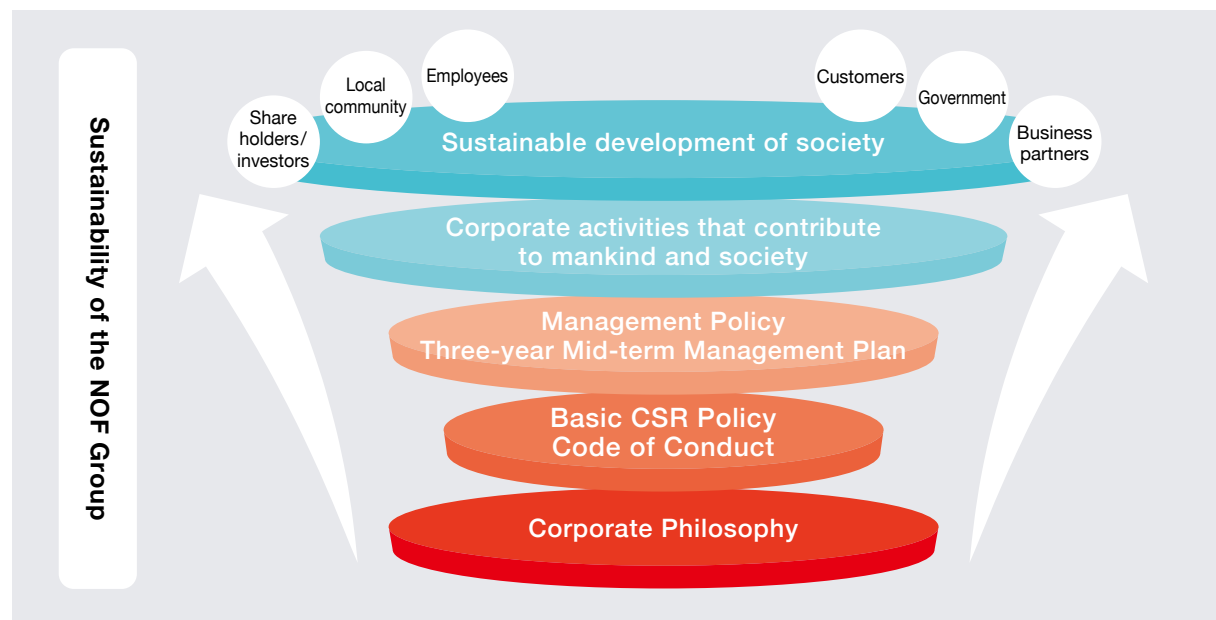 Sustainability of the NOF Group
Employees
Customers
Local
community
Government
Share
holders/
investors
Business
partners
Sustainable development of society
Corporate activities that contribute
to mankind and society
Management Policy
Three-year Mid-term Management Plan
Basic CSR Policy
Code of Conduct
Corporate Philosophy